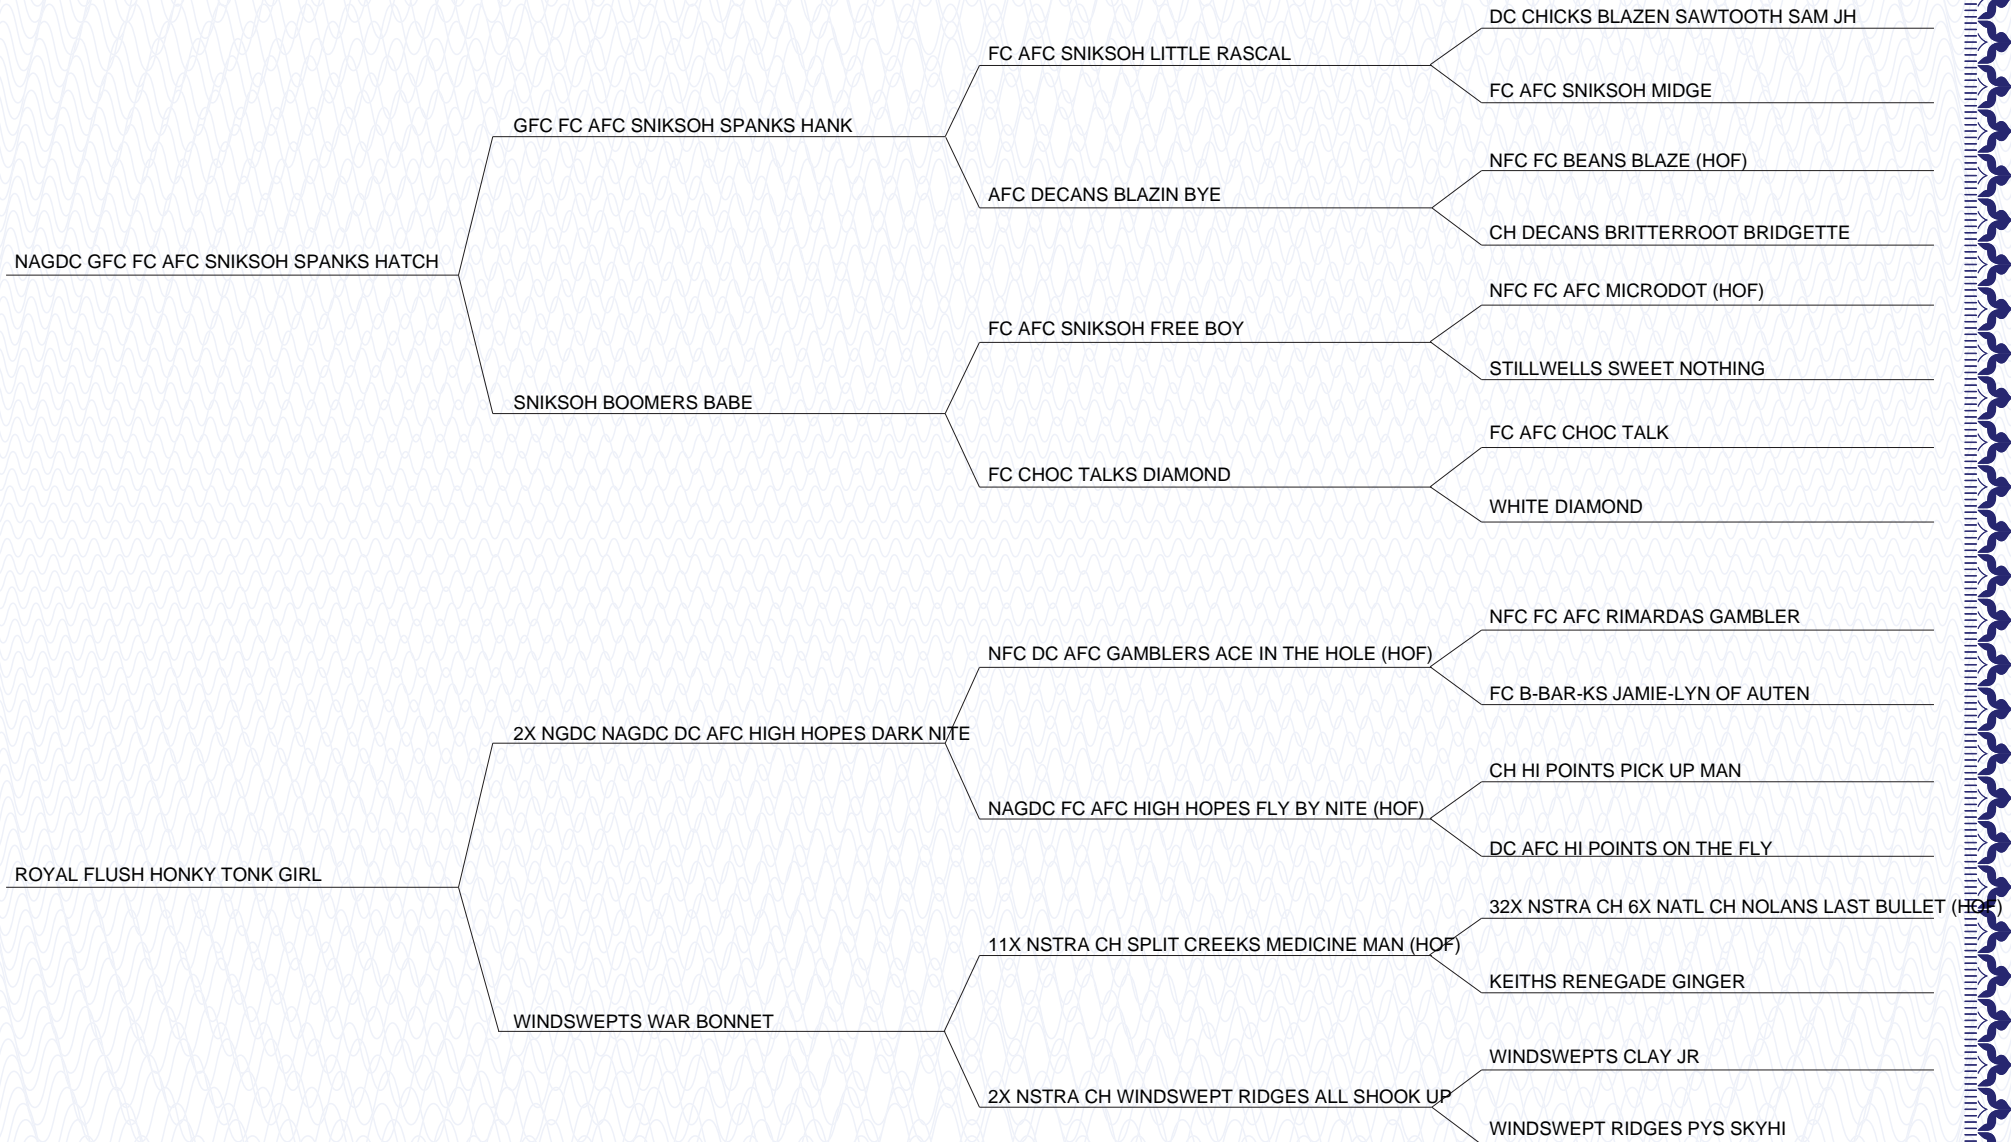 DC CHICKS BLAZEN SAWTOOTH SAM JH
FC AFC SNIKSOH LITTLE RASCAL
FC AFC SNIKSOH MIDGE
GFC FC AFC SNIKSOH SPANKS HANK
NFC FC BEANS BLAZE (HOF)
AFC DECANS BLAZIN BYE
CH DECANS BRITTERROOT BRIDGETTE
NAGDC GFC FC AFC SNIKSOH SPANKS HATCH
NFC FC AFC MICRODOT (HOF)
FC AFC SNIKSOH FREE BOY
STILLWELLS SWEET NOTHING
SNIKSOH BOOMERS BABE
FC AFC CHOC TALK
FC CHOC TALKS DIAMOND
WHITE DIAMOND
NFC FC AFC RIMARDAS GAMBLER
NFC DC AFC GAMBLERS ACE IN THE HOLE (HOF)
FC B-BAR-KS JAMIE-LYN OF AUTEN
2X NGDC NAGDC DC AFC HIGH HOPES DARK NITE
CH HI POINTS PICK UP MAN
NAGDC FC AFC HIGH HOPES FLY BY NITE (HOF)
DC AFC HI POINTS ON THE FLY
ROYAL FLUSH HONKY TONK GIRL
32X NSTRA CH 6X NATL CH NOLANS LAST BULLET (HOF)
11X NSTRA CH SPLIT CREEKS MEDICINE MAN (HOF)
KEITHS RENEGADE GINGER
WINDSWEPTS WAR BONNET
WINDSWEPTS CLAY JR
2X NSTRA CH WINDSWEPT RIDGES ALL SHOOK UP
WINDSWEPT RIDGES PYS SKYHI